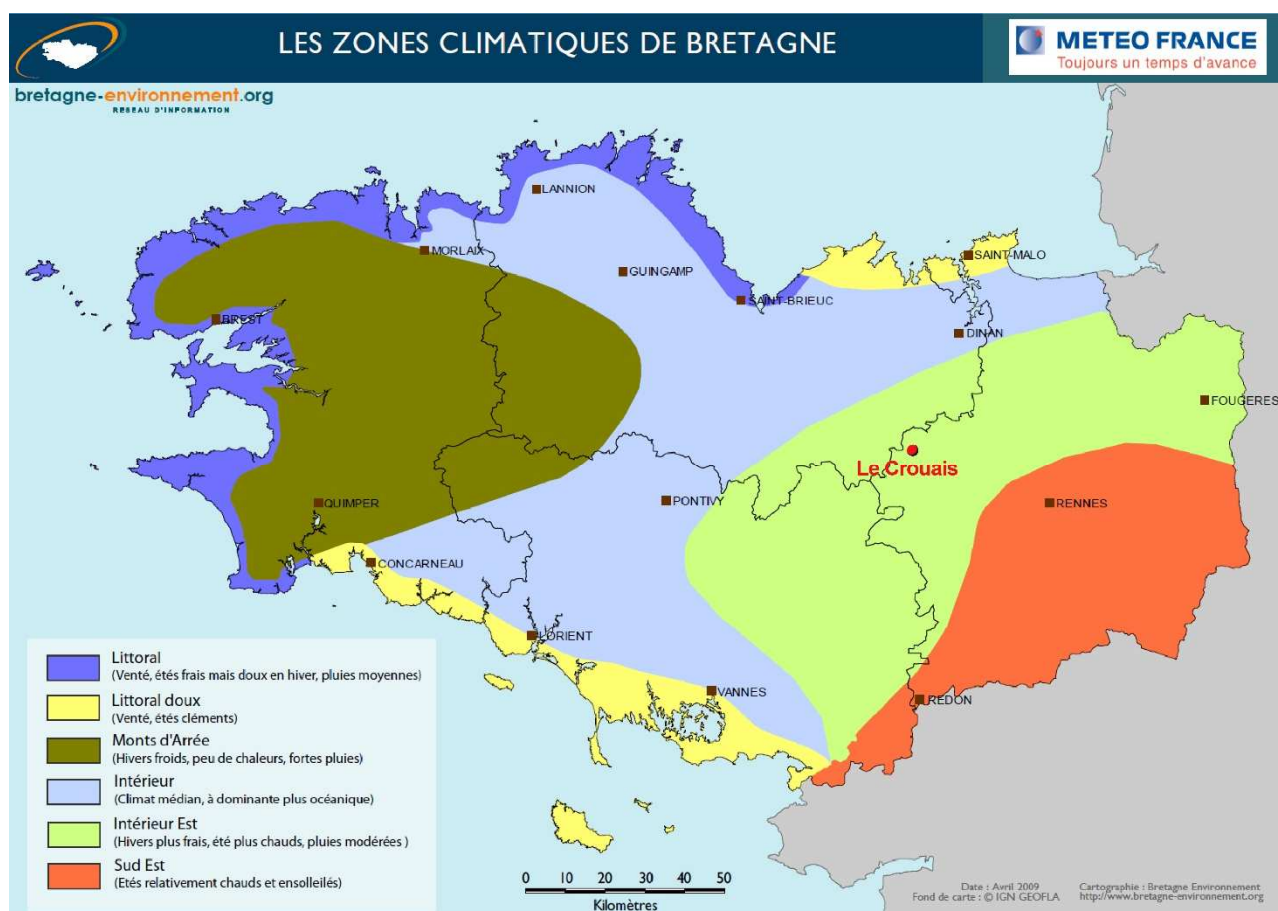 LES ZONES CLIMATIQUES DE BRETAGNE
METEO FRANCE
Toujours un temps d'avance
bretagne-environnement.org
RESEAU D'INFORMATION
LANNION
MORLAIX
SAINT-MALO
GUINGAMP
SAINT-BRIEUC
BREST
DINAN
FOUGERES
Le Crouais
QUIMPER
PONTIVY
RENNES
CONCARNEAU
LORIENT
VANNES
REDON
Littoral
(Venté, étés frais mais doux en hiver, pluies moyennes)
Littoral doux
(Venté, étés cléments)
Monts d'Arrée
(Hivers froids, peu de chaleurs, fortes pluies)
Intérieur
(Climat médian, à dominante plus océanique)
Intérieur Est
(Hivers plus frais, été plus chauds, pluies modérées )
Sud Est
(Etés relativement chauds et ensolleilés)
0 10 20 30 40 50
Kilomètres
Date : Avril 2009
Fond de carte : © IGN GEOFLA
Cartographie : Bretagne Environnement
http://www.bretagne-environnement.org